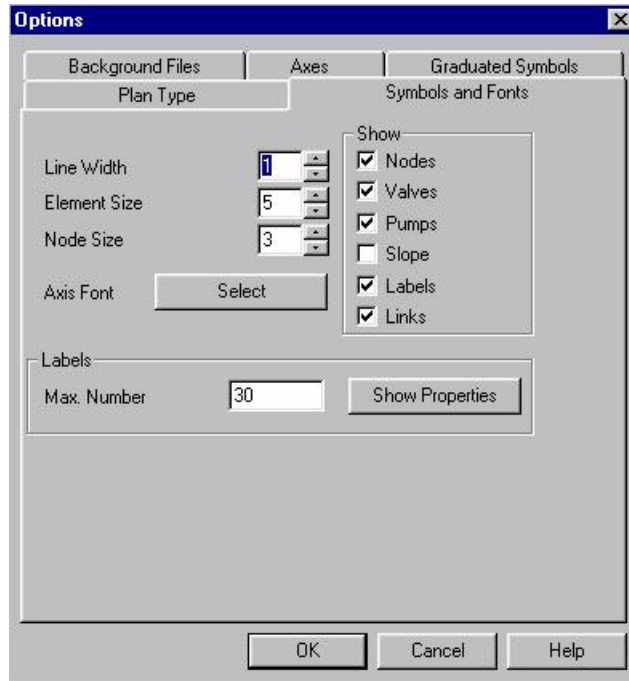 Options
Background Files Axes Graduated Symbols
Plan Type Symbols and Fonts
Show
Line Width 1 Nodes
Element Size 5 Valves
Node Size 3 Pumps
Slope
Axis Font Select Labels
Links
Labels
Max. Number 30 Show Properties
OK Cancel Help